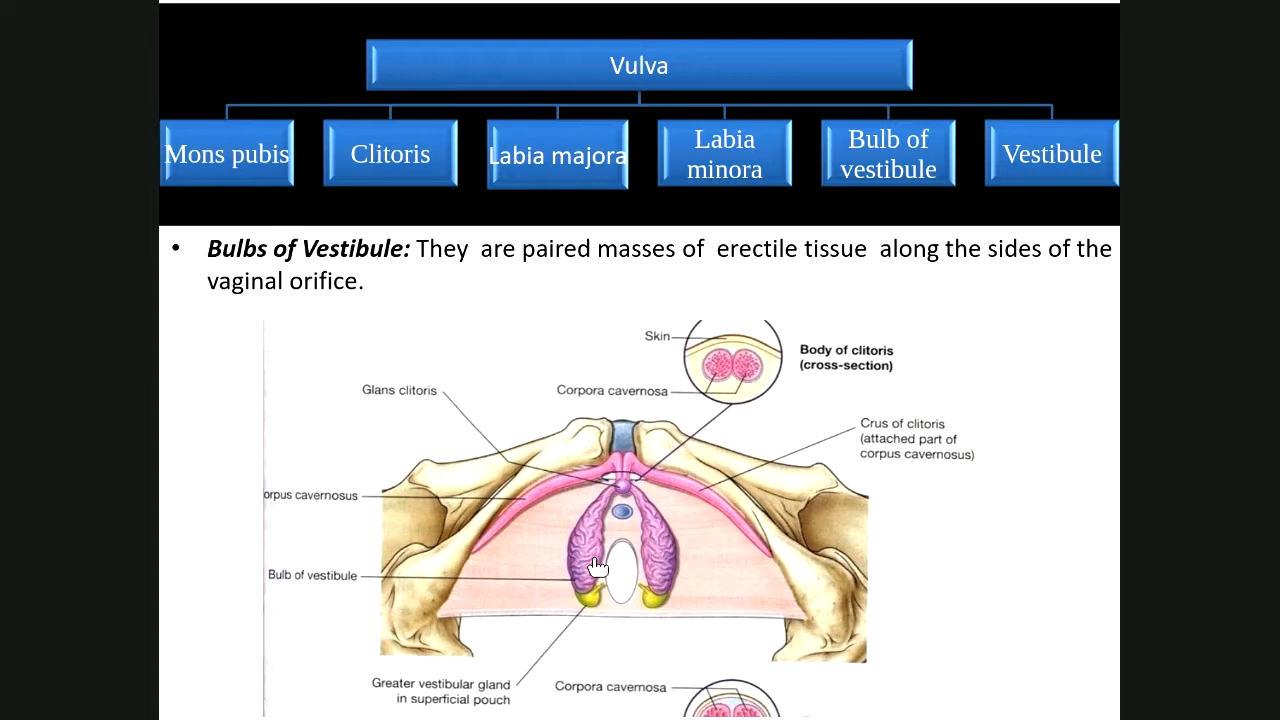 Vulva
Mons pubis
Clitoris
Labia majora
Labia
minora
Bulb of
vestibule
Vestibule
• Bulbs of Vestibule: They are paired masses of erectile tissue along the sides of the
vaginal orifice.
Skin
Body of clitoris
(cross-section)
Glans clitoris
Corpora cavernosa
Crus of clitoris
(attached part of
corpus cavernosus)
orpus cavernosus
Bulb of vestibule
Greater vestibular gland
in superficial pouch
Corpora cavernosa